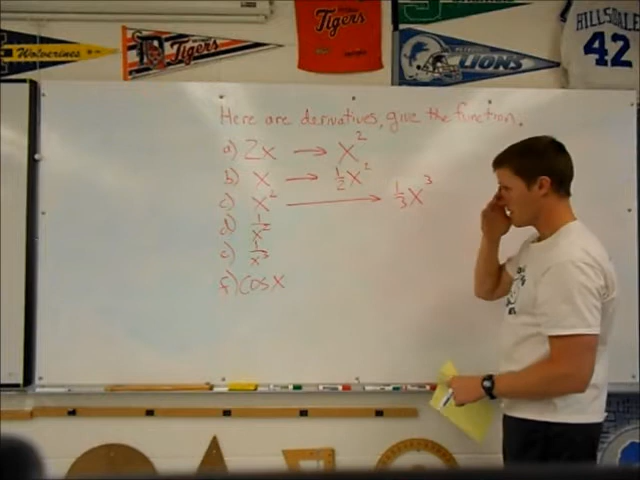 Wolverines
Tigers
Tigers
LIONS
HILLSDALE
42
Here are derivatives, give the function.
a) 2x → x²
b) x → ½x²
c) x² → ⅓x³
d) 1/x²
e) 1/x³
f) cos x